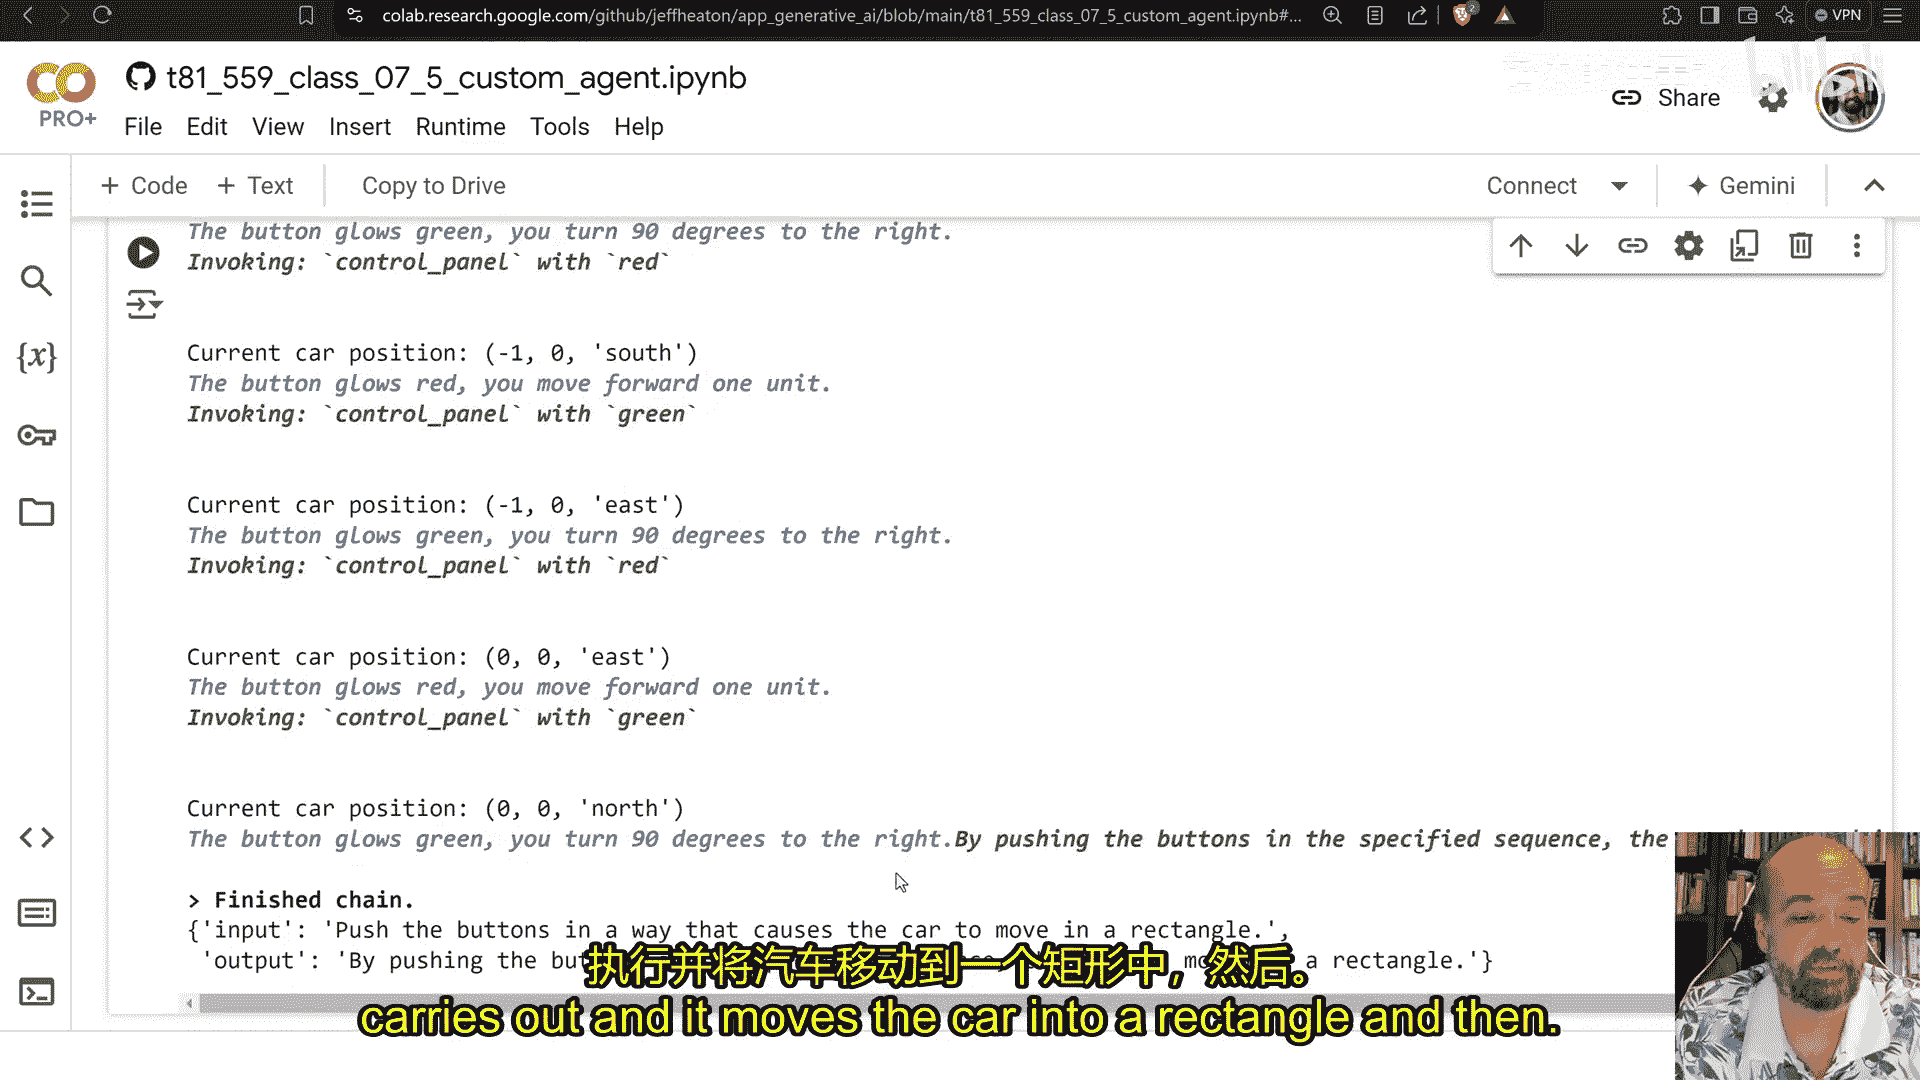 colab.research.google.com/github/jeffheaton/app_generative_ai/blob/main/t81_559_class_07_5_custom_agent.ipynb#...
2
VPN
CO
PRO+
t81_559_class_07_5_custom_agent.ipynb
Share
File Edit View Insert Runtime Tools Help
+ Code + Text Copy to Drive Connect Gemini
The button glows green, you turn 90 degrees to the right.
Invoking: `control_panel` with `red`
Current car position: (-1, 0, 'south')
The button glows red, you move forward one unit.
Invoking: `control_panel` with `green`
Current car position: (-1, 0, 'east')
The button glows green, you turn 90 degrees to the right.
Invoking: `control_panel` with `red`
Current car position: (0, 0, 'east')
The button glows red, you move forward one unit.
Invoking: `control_panel` with `green`
Current car position: (0, 0, 'north')
The button glows green, you turn 90 degrees to the right.By pushing the buttons in the specified sequence, the
> Finished chain.
{'input': 'Push the buttons in a way that causes the car to move in a rectangle.',
'output': 'By pushing the a rectangle.'}
执行并将汽车移动到一个矩形中，然后。
carries out and it moves the car into a rectangle and then.